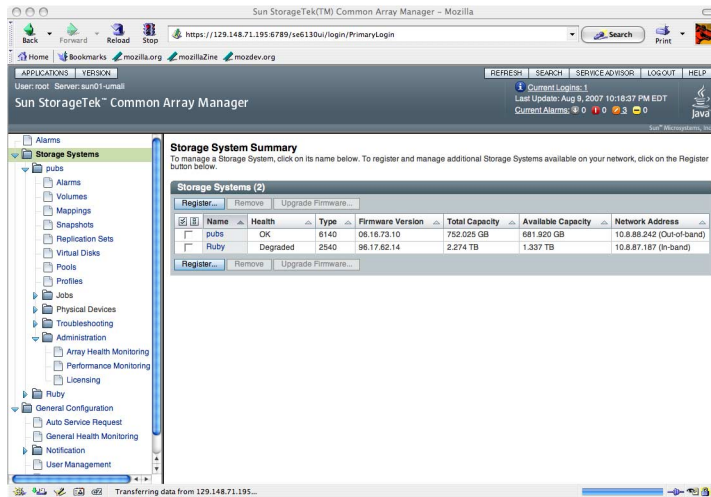 Sun StorageTek(TM) Common Array Manager – Mozilla
Back Forward Reload Stop
https://129.148.71.195:6789/se6130ui/login/PrimaryLogin
Search
Print
Home Bookmarks mozilla.org mozillaZine mozdev.org
APPLICATIONS VERSION
REFRESH SEARCH SERVICE ADVISOR LOG OUT HELP
User: root Server: sun01-umali
Current Logins: 1
Sun StorageTek™ Common Array Manager
Last Update: Aug 9, 2007 10:18:37 PM EDT
Current Alarms: 0 0 3 0
Java
Sun™ Microsystems, Inc
Alarms
Storage Systems
pubs
Alarms
Volumes
Mappings
Snapshots
Replication Sets
Virtual Disks
Pools
Profiles
Jobs
Physical Devices
Troubleshooting
Administration
Array Health Monitoring
Performance Monitoring
Licensing
Ruby
General Configuration
Auto Service Request
General Health Monitoring
Notification
User Management
Storage System Summary
To manage a Storage System, click on its name below. To register and manage additional Storage Systems available on your network, click on the Register
button below.
Storage Systems (2)
Register... Remove Upgrade Firmware...
Name Health Type Firmware Version Total Capacity Available Capacity Network Address
pubs OK 6140 06.16.73.10 752.025 GB 681.920 GB 10.8.88.242 (Out-of-band)
Ruby Degraded 2540 96.17.62.14 2.274 TB 1.337 TB 10.8.87.187 (In-band)
Register... Remove Upgrade Firmware...
Transferring data from 129.148.71.195...